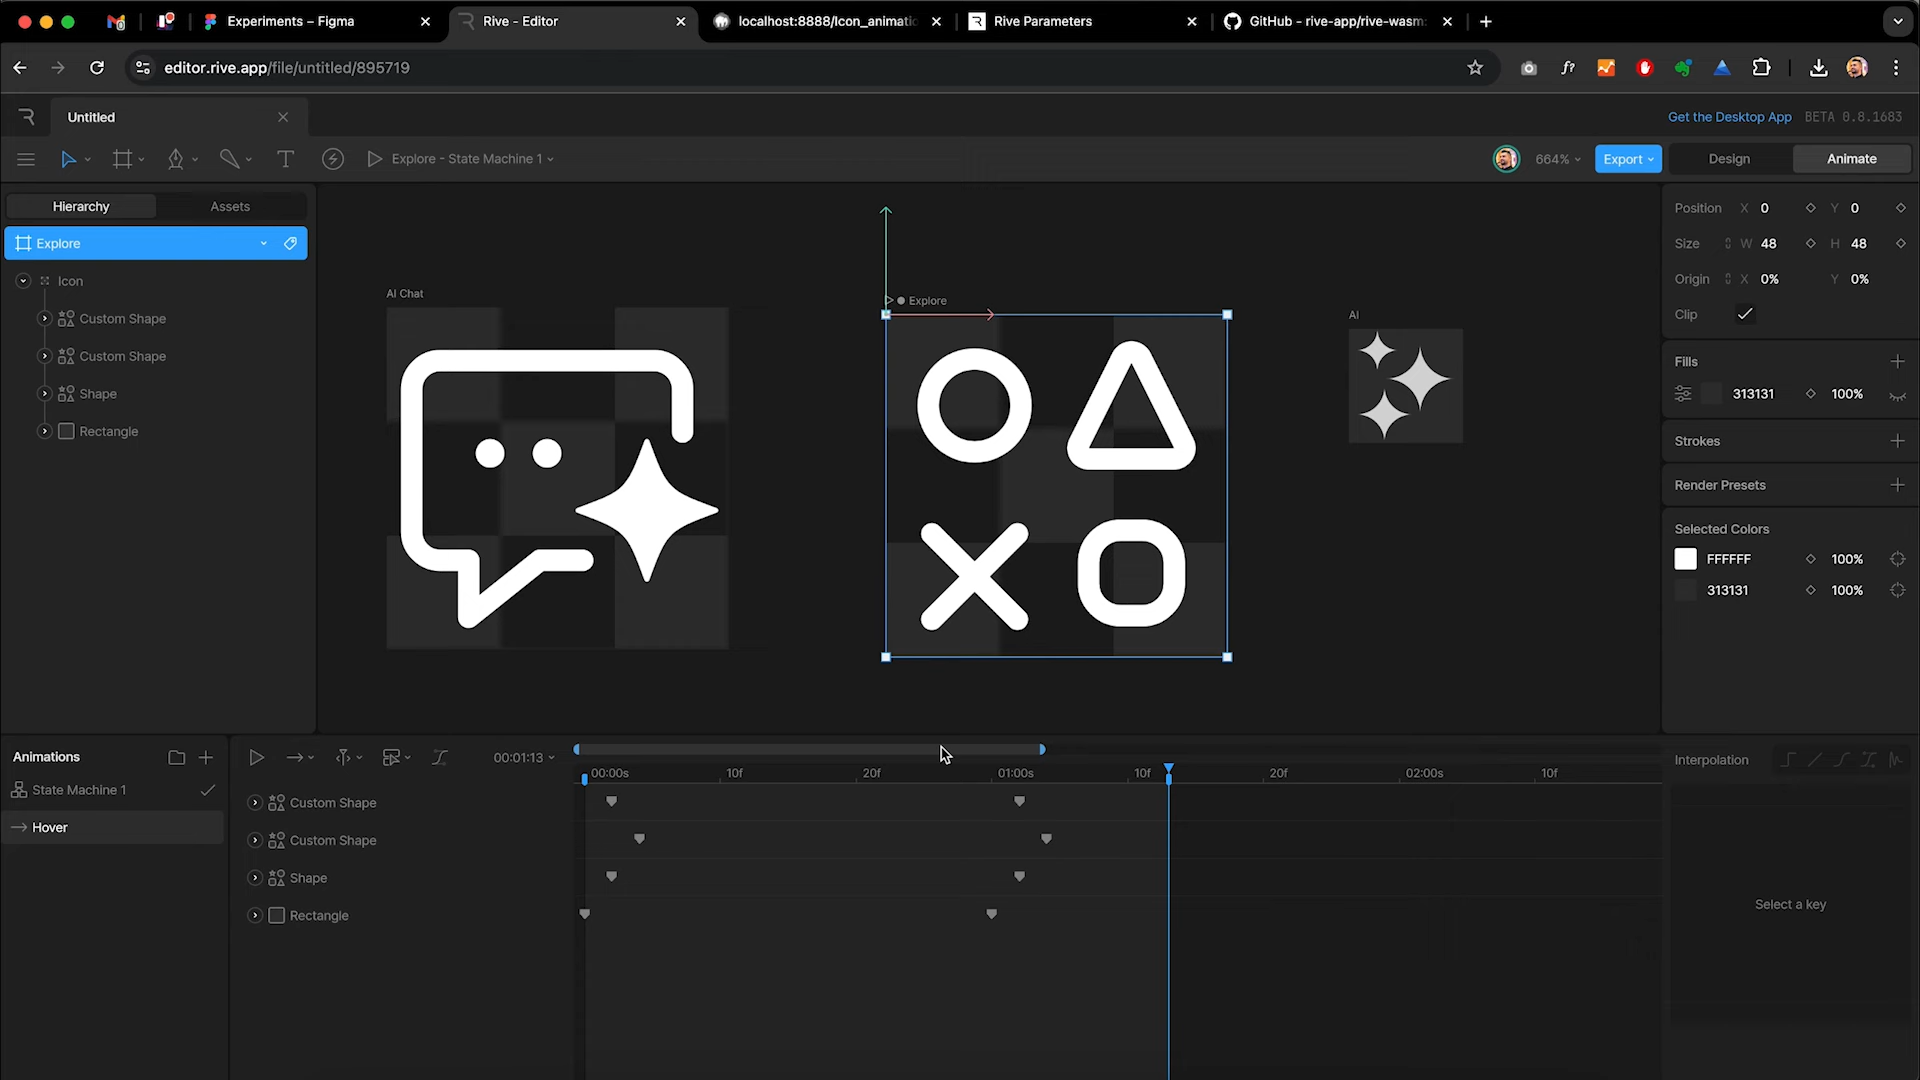 Experiments – Figma
Rive - Editor
localhost:8888/Icon_animatio
Rive Parameters
GitHub - rive-app/rive-wasm:
editor.rive.app/file/untitled/895719
f?
Untitled
Get the Desktop App
BETA 0.8.1683
Explore - State Machine 1
664%
Export
Design
Animate
Hierarchy
Assets
Explore
Icon
Custom Shape
Custom Shape
Shape
Rectangle
AI Chat
Explore
AI
Position X 0 Y 0
Size W 48 H 48
Origin X 0% Y 0%
Clip
Fills
313131 100%
Strokes
Render Presets
Selected Colors
FFFFFF 100%
313131 100%
Animations
State Machine 1
Hover
00:01:13
00:00s 10f 20f 01:00s 10f 20f 02:00s 10f
Custom Shape
Custom Shape
Shape
Rectangle
Interpolation
Select a key